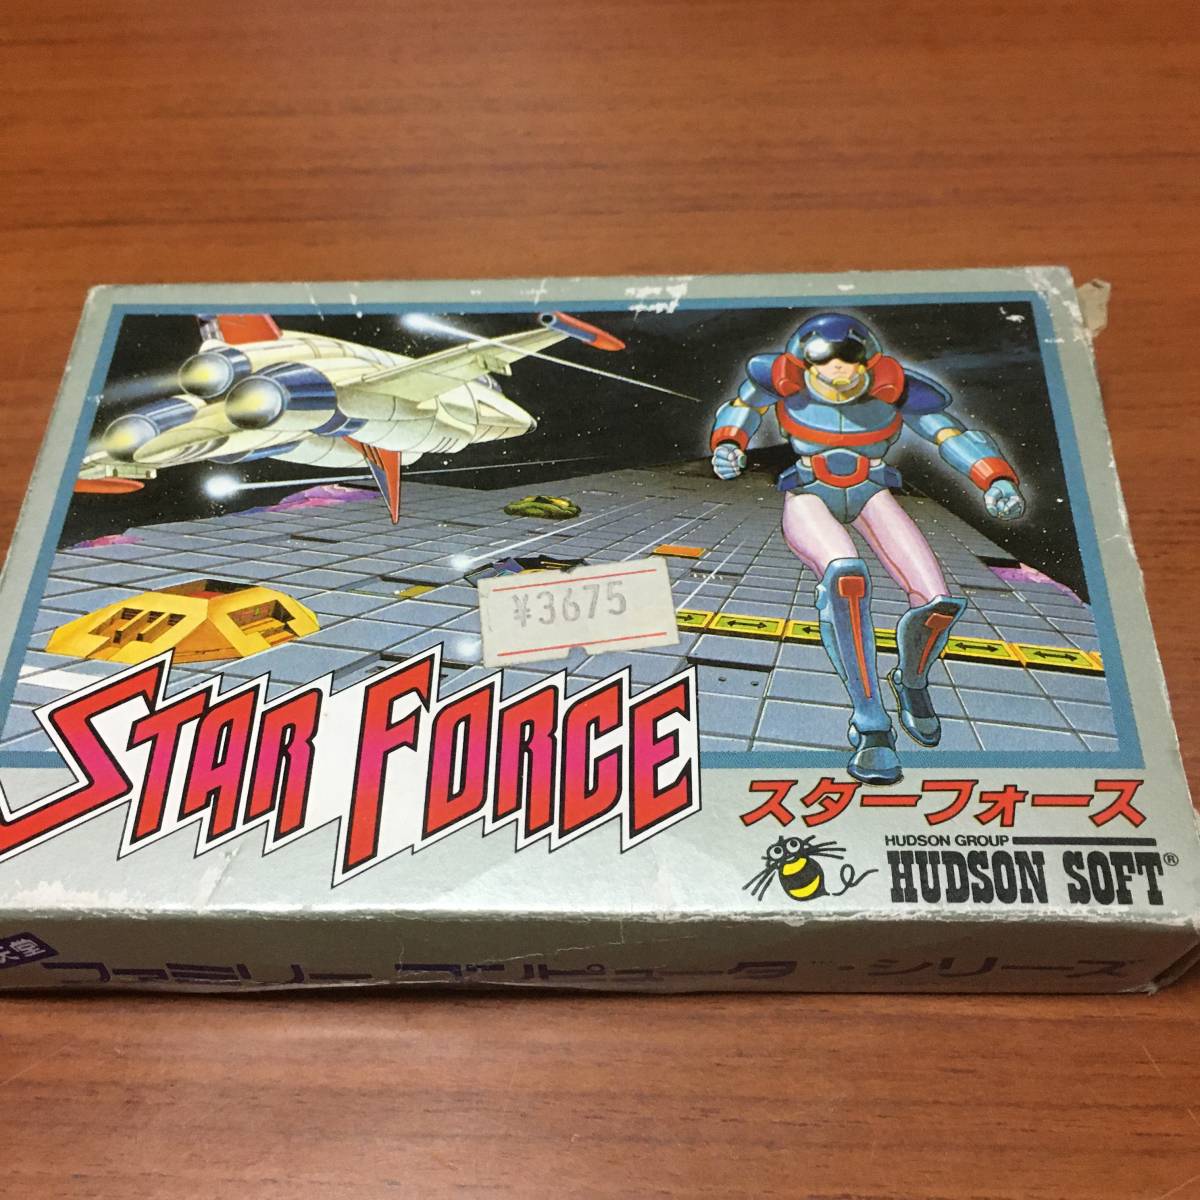 ¥3675
STAR FORCE
スターフォース
HUDSON GROUP
HUDSON SOFT®
ファミリーコンピュータ・シリーズ